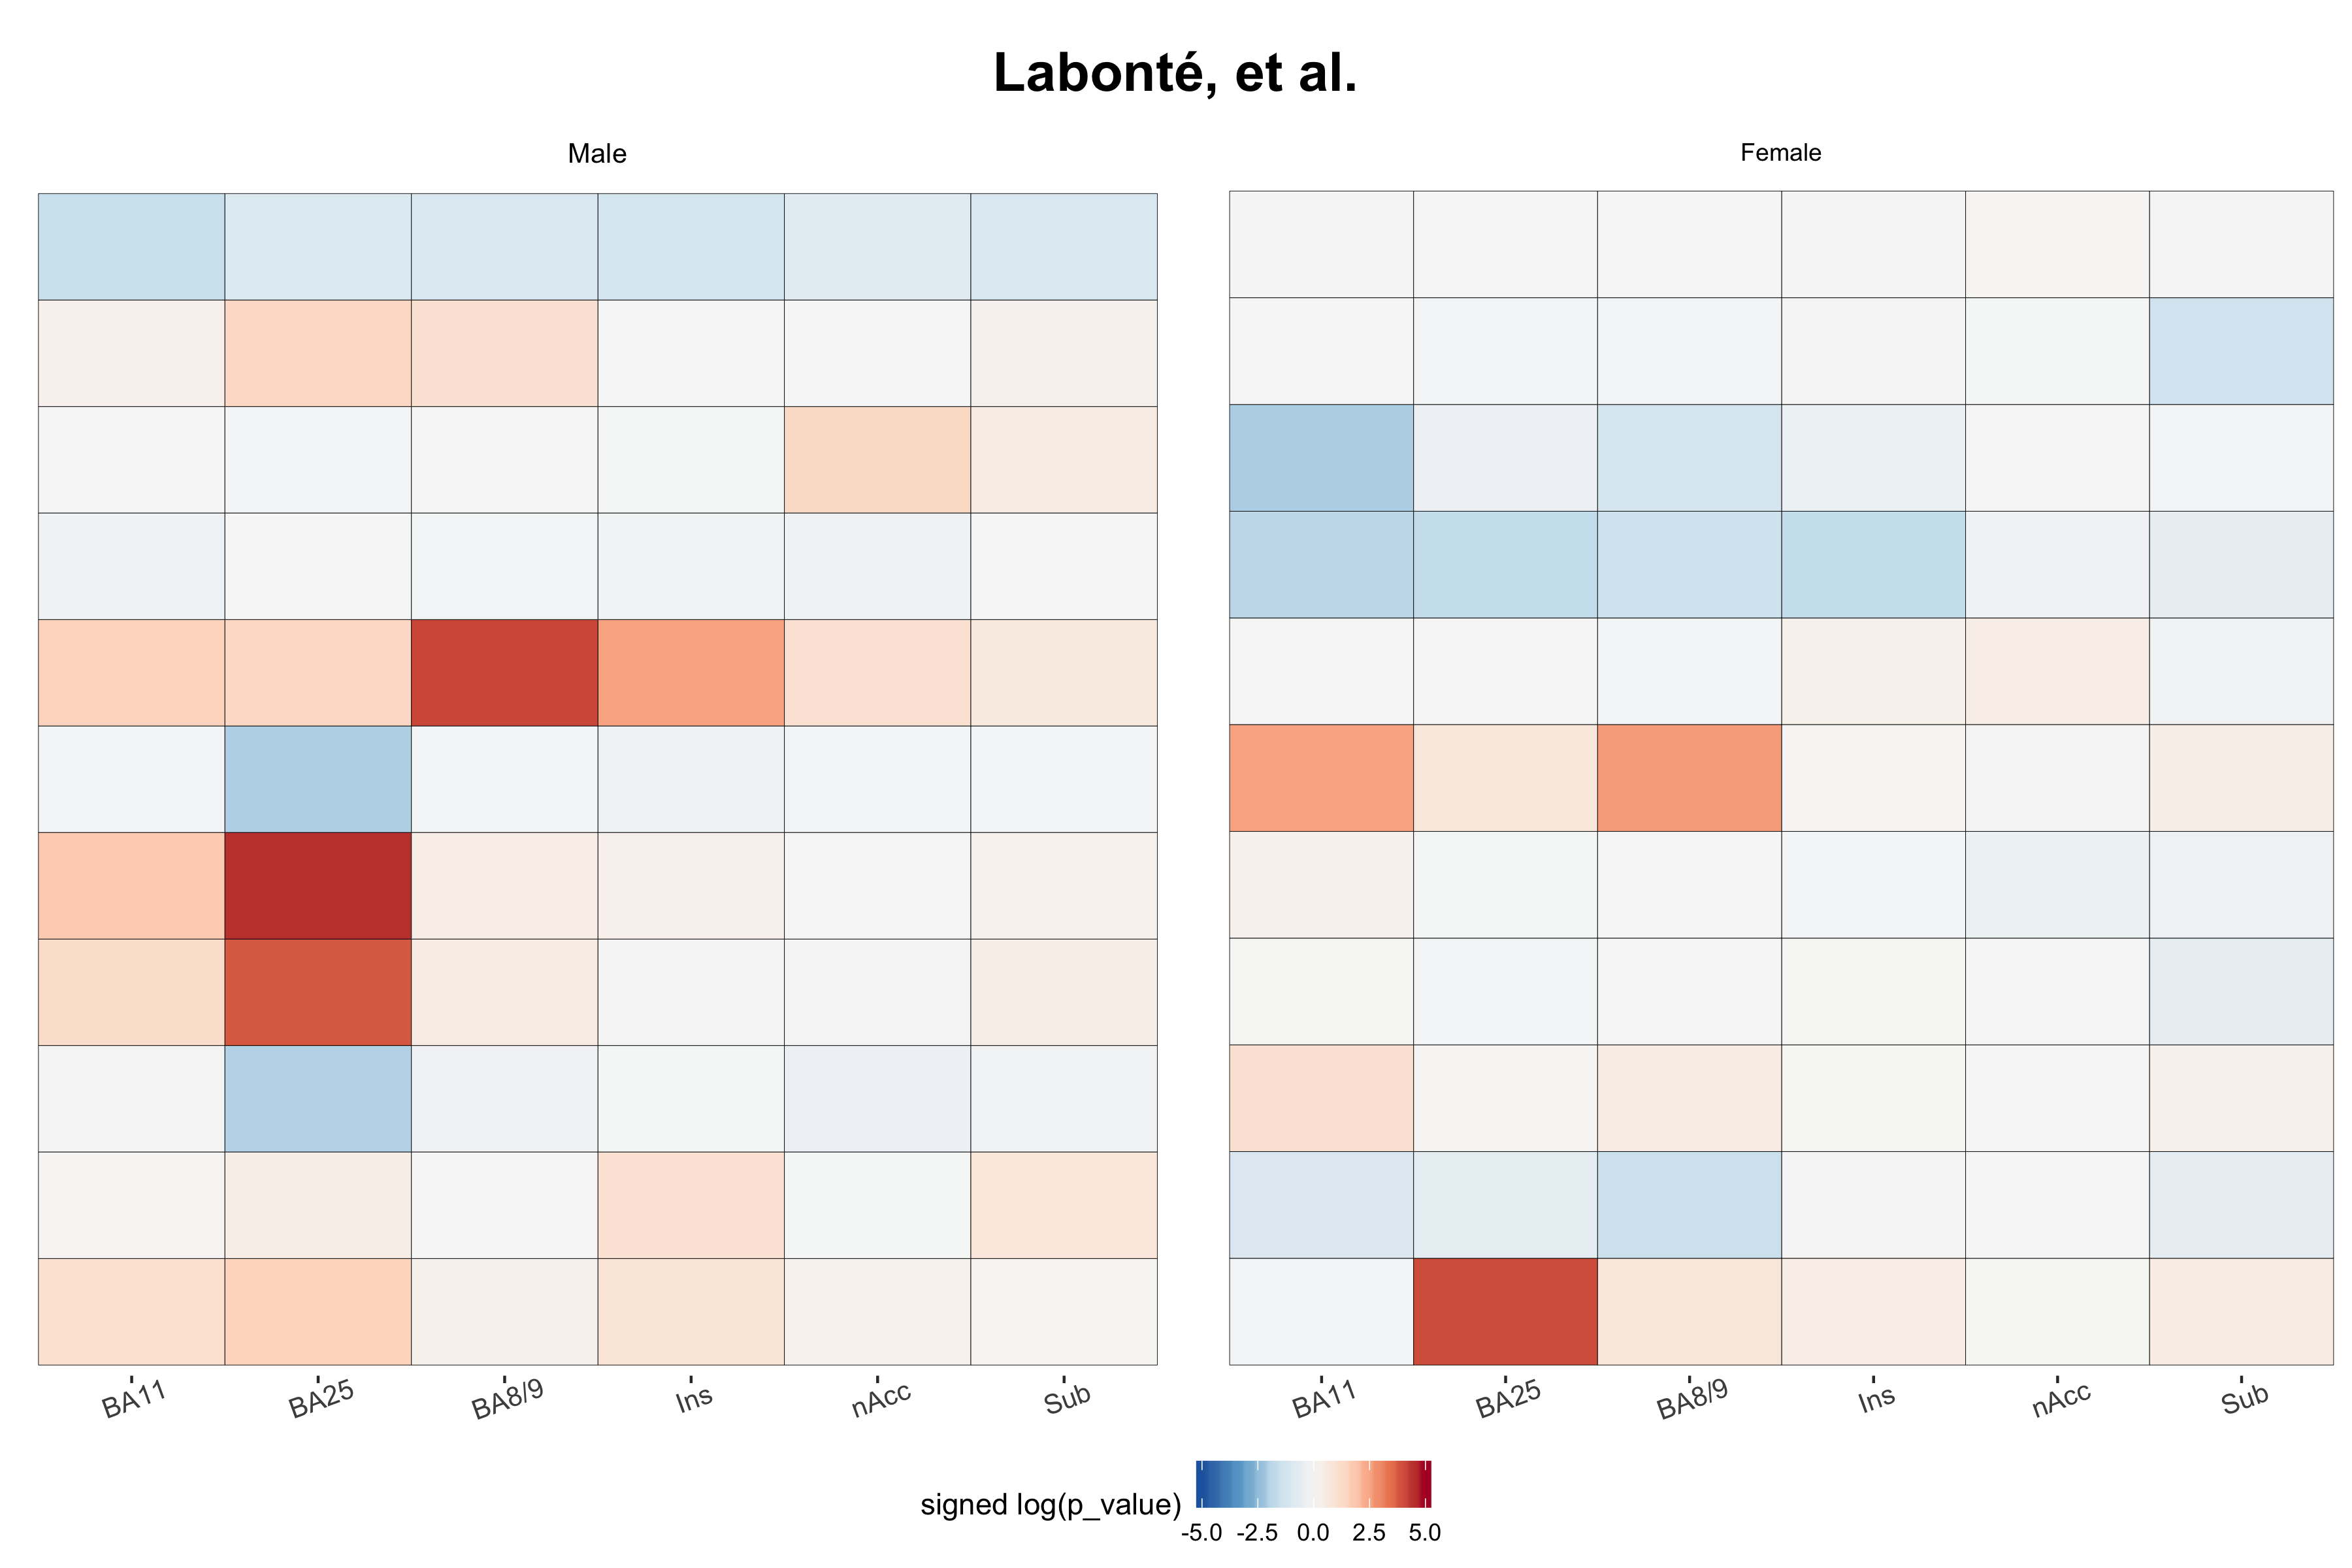 Labonté, et al.
Male Female
BA11 BA25 BA8/9 Ins nAcc Sub BA11 BA25 BA8/9 Ins nAcc Sub
signed log(p_value)
-5.0 -2.5 0.0 2.5 5.0